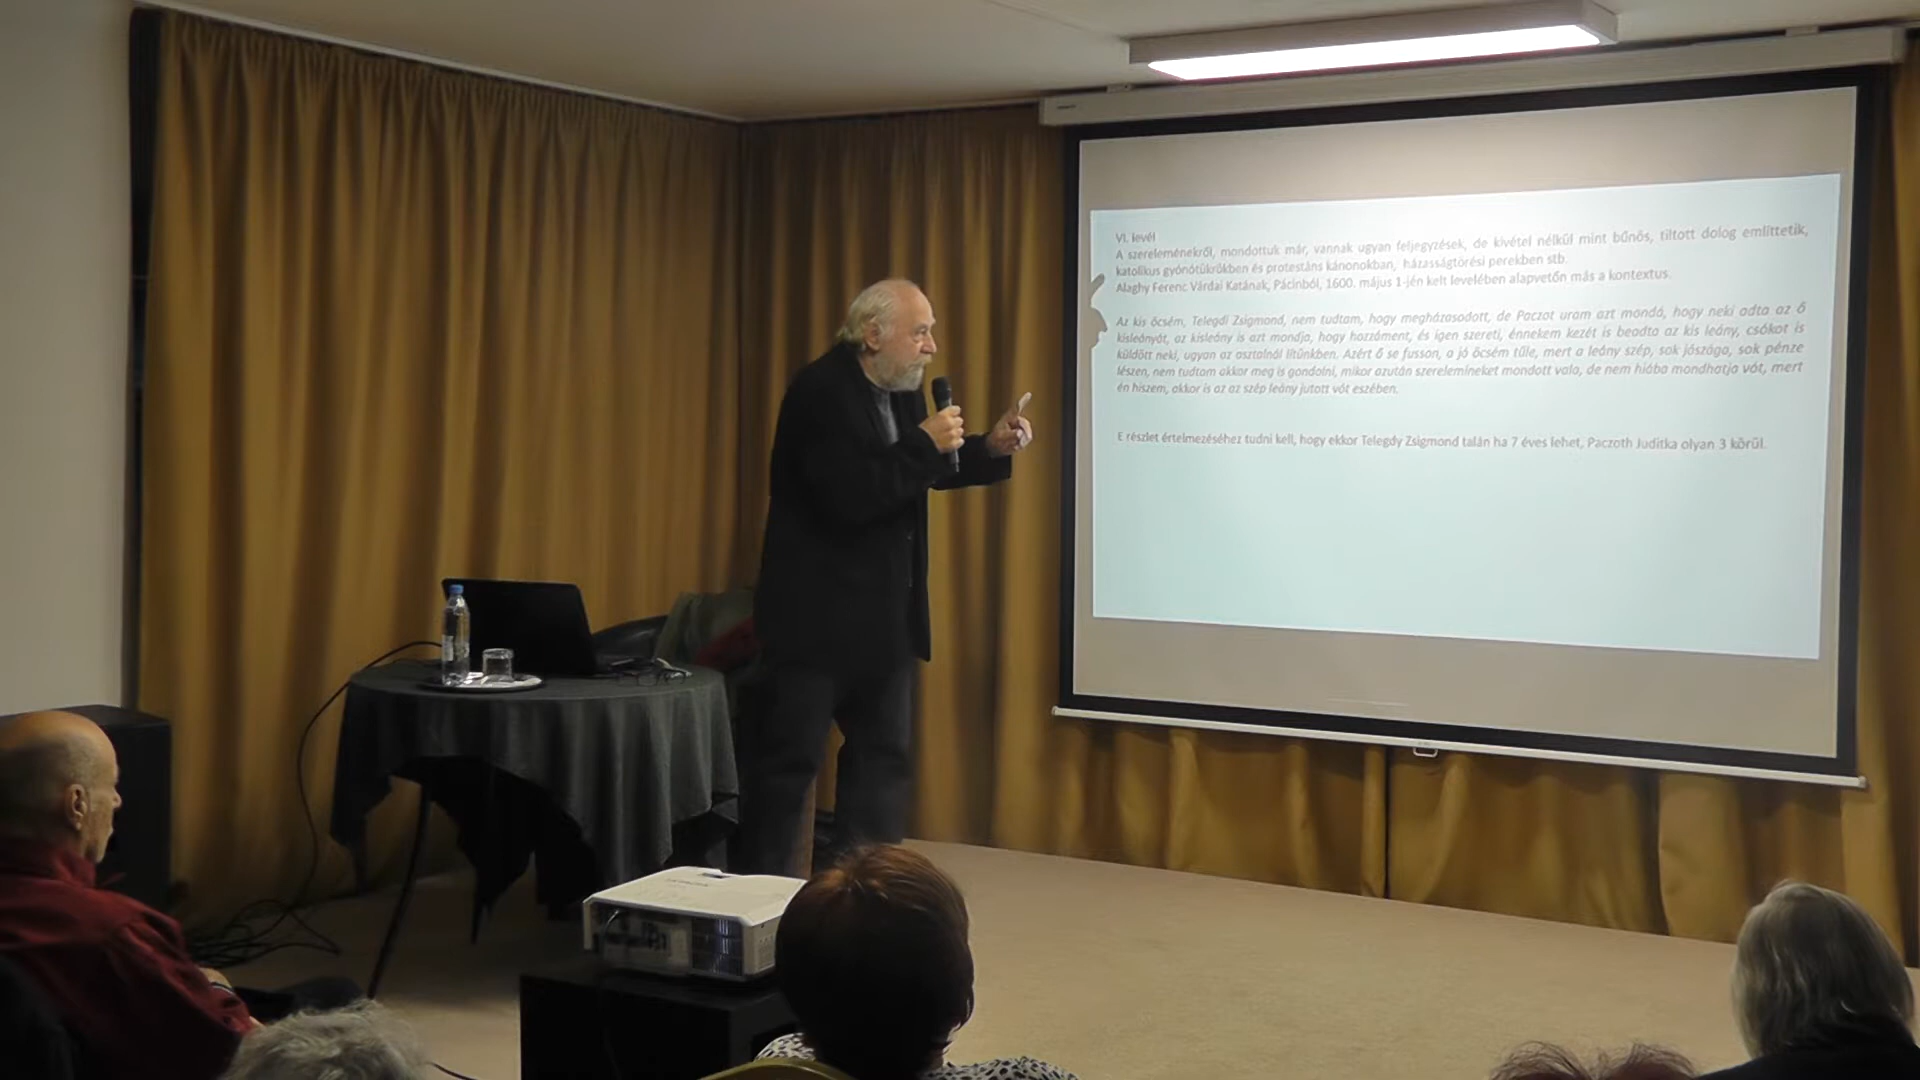 VI. levél
A szereleménekről, mondottuk már, vannak ugyan feljegyzések, de kivétel nélkül mint bűnös, tiltott dolog említtetik,
katolikus gyónótükrökben és protestáns kánonokban, házasságtörési perekben stb.
Alaghy Ferenc Várdai Katának, Pácinból, 1600. május 1-jén kelt levelében alapvetőn más a kontextus.
Az kis öcsém, Telegdi Zsigmond, nem tudtam, hogy megházasodott, de Paczot uram azt mondá, hogy neki adta az ő
kisleányát, az kisleány is azt mondja, hogy hozzáment, és igen szereti, énnekem kezét is beadta az kis leány, csókot is
küldött neki, ugyan az asztalnál lítünkben. Azért ő se fusson, a jó öcsém tűle, mert a leány szép, sok jószága, sok pénze
lészen, nem tudtam akkor meg is gondolni, mikor azután szerelemineket mondott vala, de nem hiába mondhatja vót, mert
én hiszem, akkor is az az szép leány jutott vót eszében.
E részlet értelmezéséhez tudni kell, hogy ekkor Telegdy Zsigmond talán ha 7 éves lehet, Paczoth Juditka olyan 3 körül.